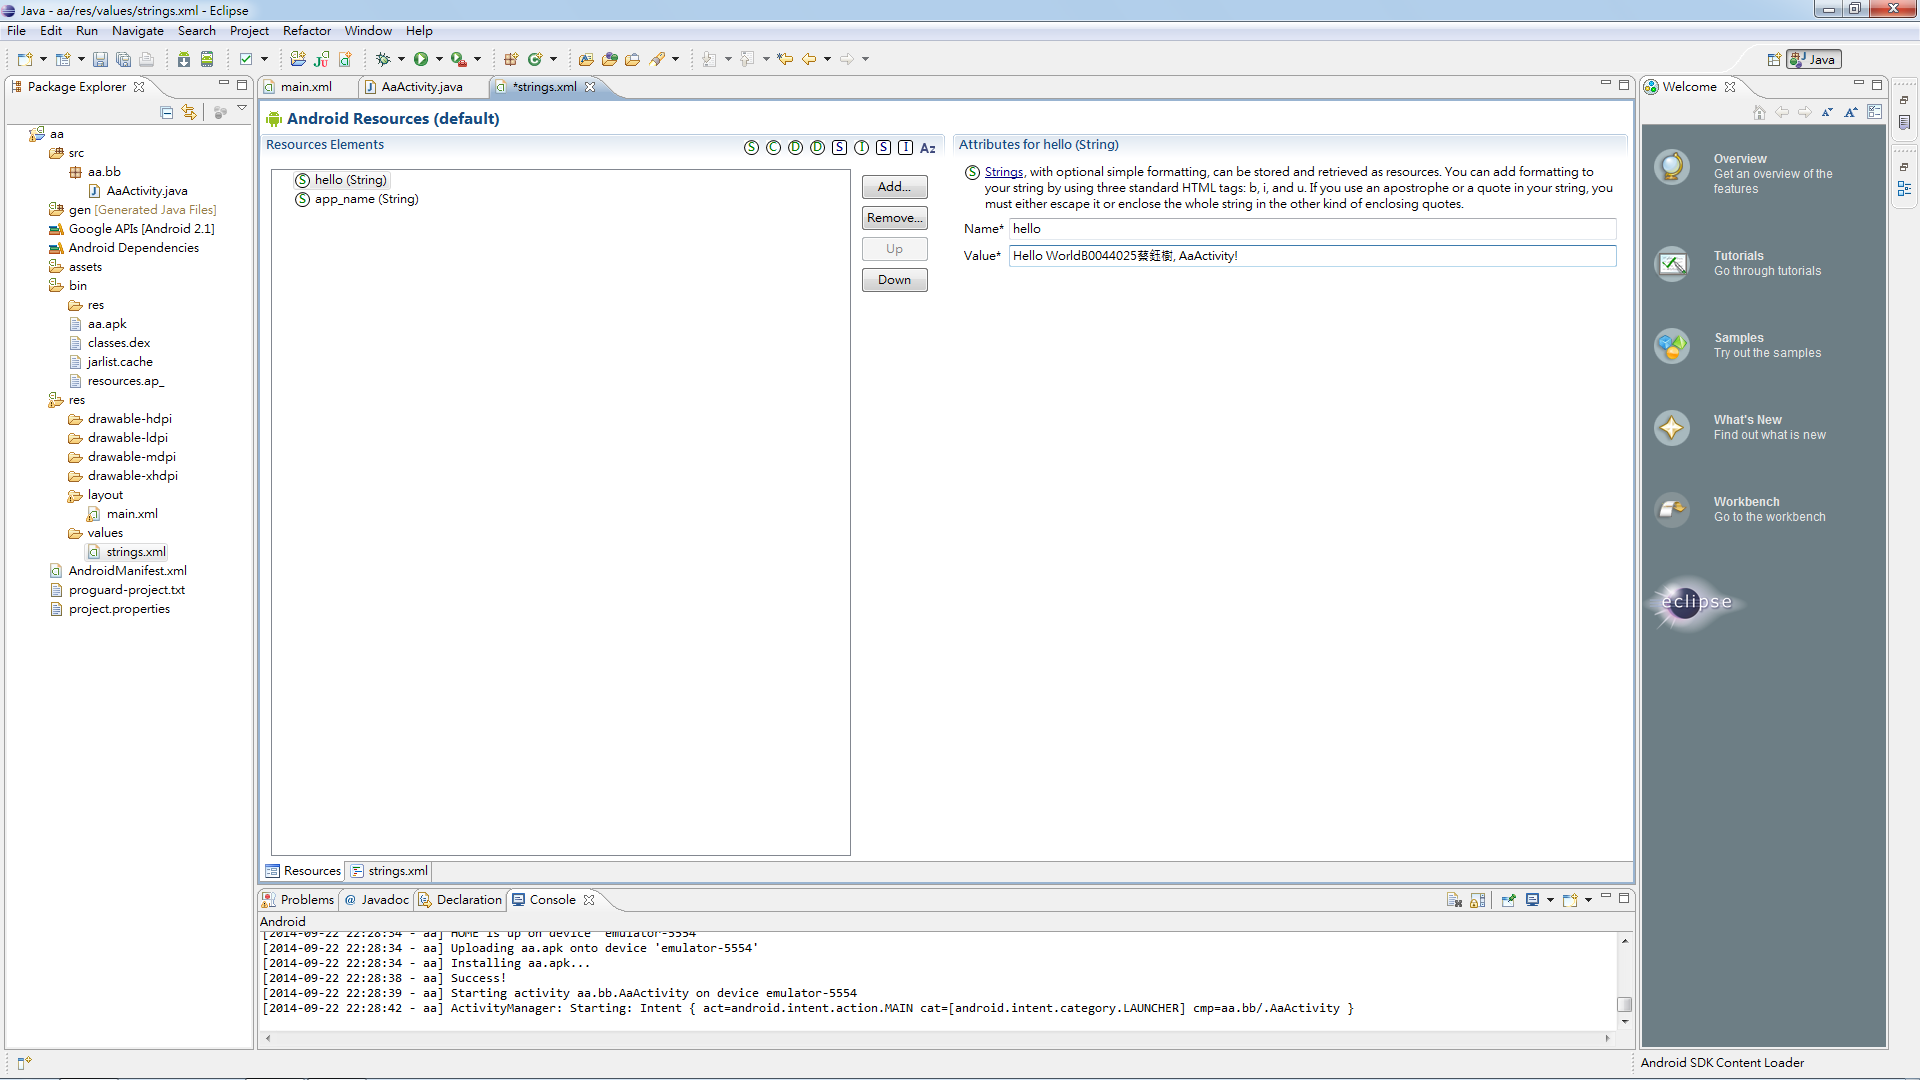 Java - aa/res/values/strings.xml - Eclipse
File Edit Run Navigate Search Project Refactor Window Help
Java
Package Explorer
main.xml
AaActivity.java
*strings.xml
Welcome
aa
src
aa.bb
AaActivity.java
gen [Generated Java Files]
Google APIs [Android 2.1]
Android Dependencies
assets
bin
res
aa.apk
classes.dex
jarlist.cache
resources.ap_
res
drawable-hdpi
drawable-ldpi
drawable-mdpi
drawable-xhdpi
layout
main.xml
values
strings.xml
AndroidManifest.xml
proguard-project.txt
project.properties
Android Resources (default)
Resources Elements
S C D D S I S I Az
hello (String)
app_name (String)
Add...
Remove...
Up
Down
Attributes for hello (String)
Strings, with optional simple formatting, can be stored and retrieved as resources. You can add formatting to
your string by using three standard HTML tags: b, i, and u. If you use an apostrophe or a quote in your string, you
must either escape it or enclose the whole string in the other kind of enclosing quotes.
Name* hello
Value* Hello WorldB0044025蔡鈺樹, AaActivity!
Resources strings.xml
Problems @ Javadoc Declaration Console
Android
[2014-09-22 22:28:34 - aa] HOME is up on device 'emulator-5554'
[2014-09-22 22:28:34 - aa] Uploading aa.apk onto device 'emulator-5554'
[2014-09-22 22:28:34 - aa] Installing aa.apk...
[2014-09-22 22:28:38 - aa] Success!
[2014-09-22 22:28:39 - aa] Starting activity aa.bb.AaActivity on device emulator-5554
[2014-09-22 22:28:42 - aa] ActivityManager: Starting: Intent { act=android.intent.action.MAIN cat=[android.intent.category.LAUNCHER] cmp=aa.bb/.AaActivity }
Overview
Get an overview of the
features
Tutorials
Go through tutorials
Samples
Try out the samples
What's New
Find out what is new
Workbench
Go to the workbench
eclipse
Android SDK Content Loader